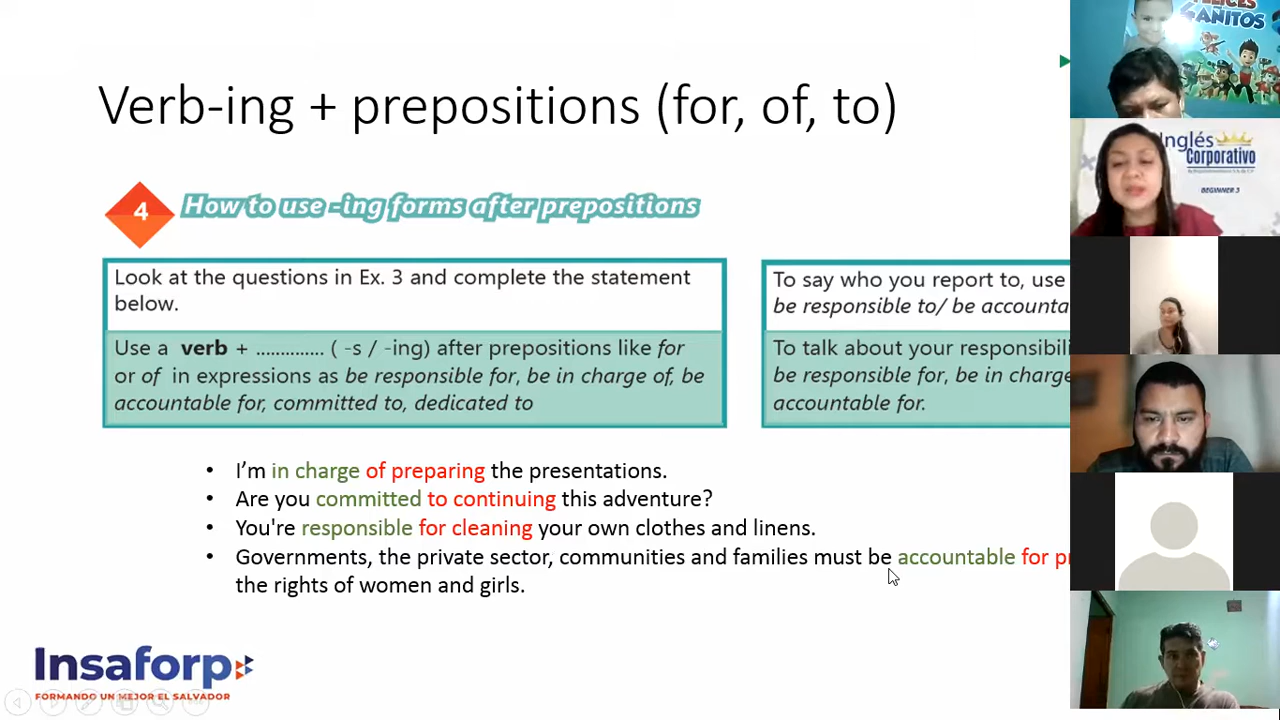 Verb-ing + prepositions (for, of, to)
4
How to use -ing forms after prepositions
Look at the questions in Ex. 3 and complete the statement
below.
Use a verb + .............. ( -s / -ing) after prepositions like for
or of in expressions as be responsible for, be in charge of, be
accountable for, committed to, dedicated to
To say who you report to, use
be responsible to/ be accounta
To talk about your responsibili
be responsible for, be in charge
accountable for.
• I'm in charge of preparing the presentations.
• Are you committed to continuing this adventure?
• You're responsible for cleaning your own clothes and linens.
• Governments, the private sector, communities and families must be accountable for pr
the rights of women and girls.
Insaforp
FORMANDO UN MEJOR EL SALVADOR
AÑITOS
Inglés
Corporativo
BEGINNER 3